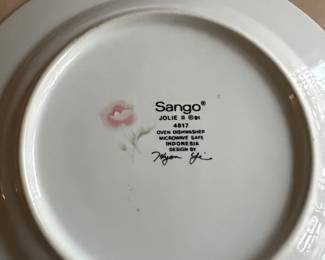 Sango®
JOLIE II ©91
4817
OVEN DISHWASHER
MICROWAVE SAFE
INDONESIA
DESIGN BY